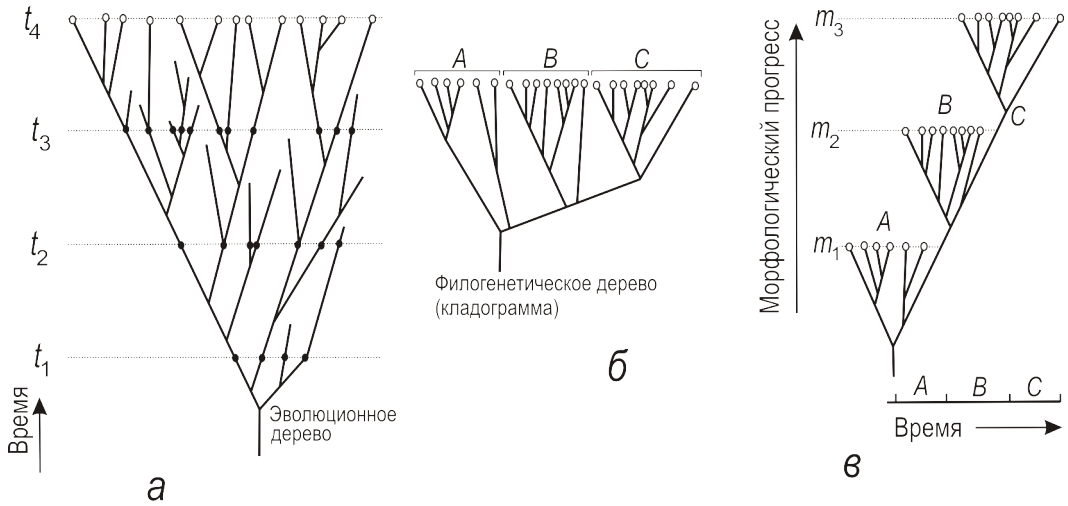 t4
t3
t2
t1
Время
Эволюционное
дерево
а
A B C
Филогенетическое дерево
(кладограмма)
б
Морфологический прогресс
m3
m2
m1
A
B
C
A B C
Время
в